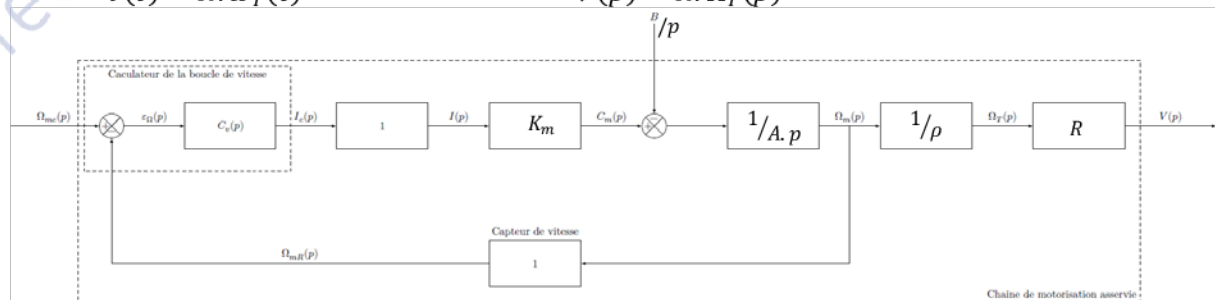 B/p
Caculateur de la boucle de vitesse
Ω_mc(p) ε_Ω(p) C_v(p) I_c(p) 1 I(p) K_m C_m(p) 1/A.p Ω_m(p) 1/ρ Ω_T(p) R V(p)
Capteur de vitesse
Ω_mR(p) 1
Chaine de motorisation asservie